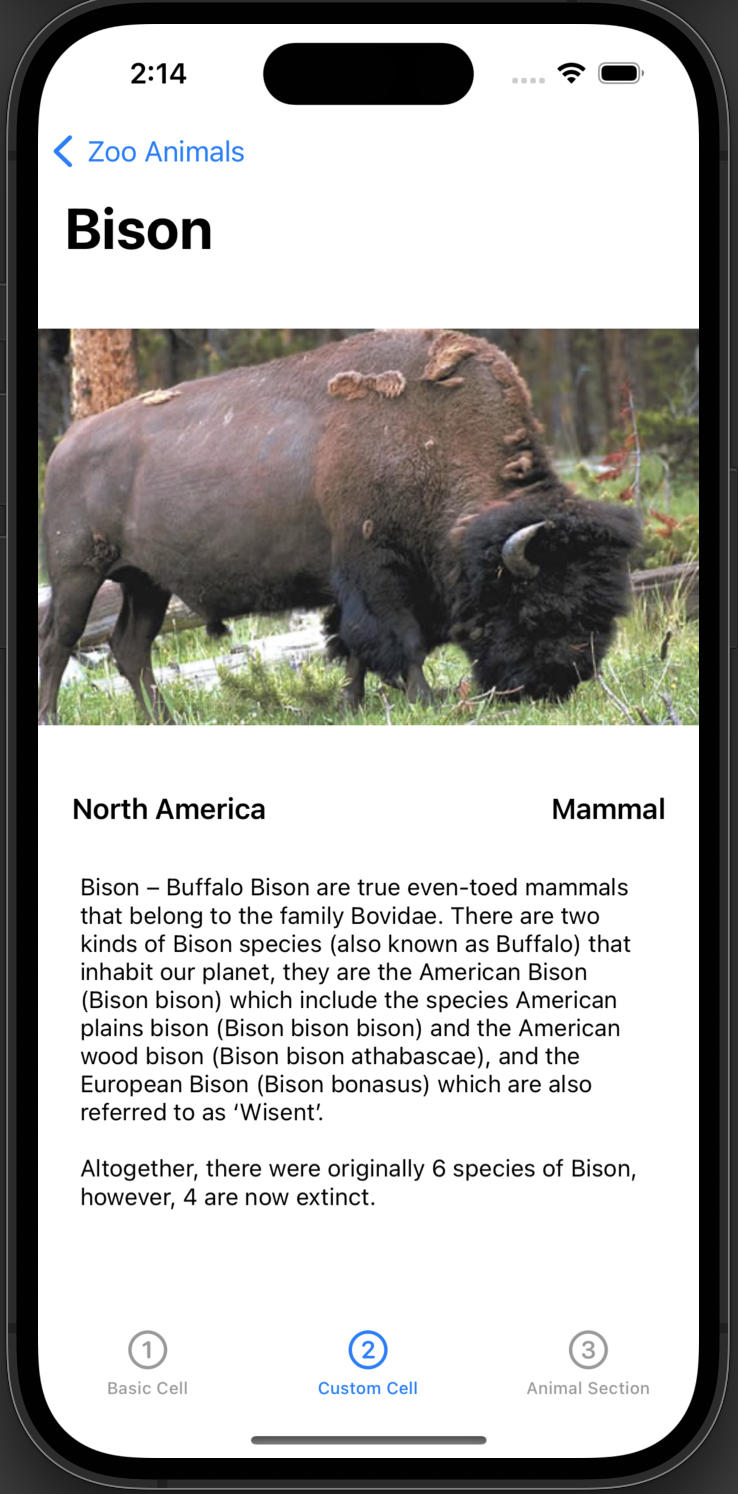 2:14
Zoo Animals
Bison
North America
Mammal
Bison – Buffalo Bison are true even-toed mammals
that belong to the family Bovidae. There are two
kinds of Bison species (also known as Buffalo) that
inhabit our planet, they are the American Bison
(Bison bison) which include the species American
plains bison (Bison bison bison) and the American
wood bison (Bison bison athabascae), and the
European Bison (Bison bonasus) which are also
referred to as ‘Wisent’.
Altogether, there were originally 6 species of Bison,
however, 4 are now extinct.
1
2
3
Basic Cell
Custom Cell
Animal Section